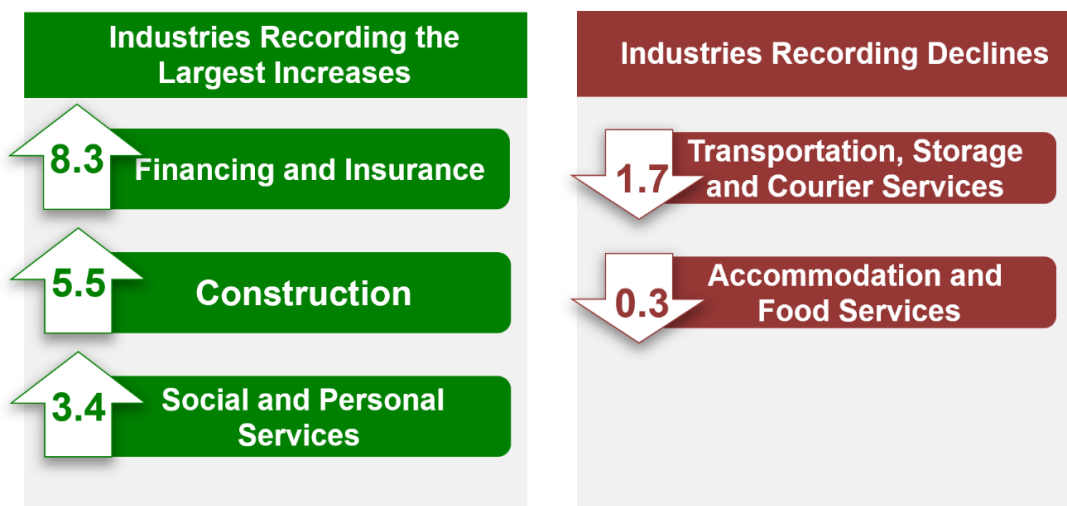 Industries Recording the
Largest Increases
8.3
Financing and Insurance
5.5
Construction
3.4
Social and Personal
Services
Industries Recording Declines
1.7
Transportation, Storage
and Courier Services
0.3
Accommodation and
Food Services